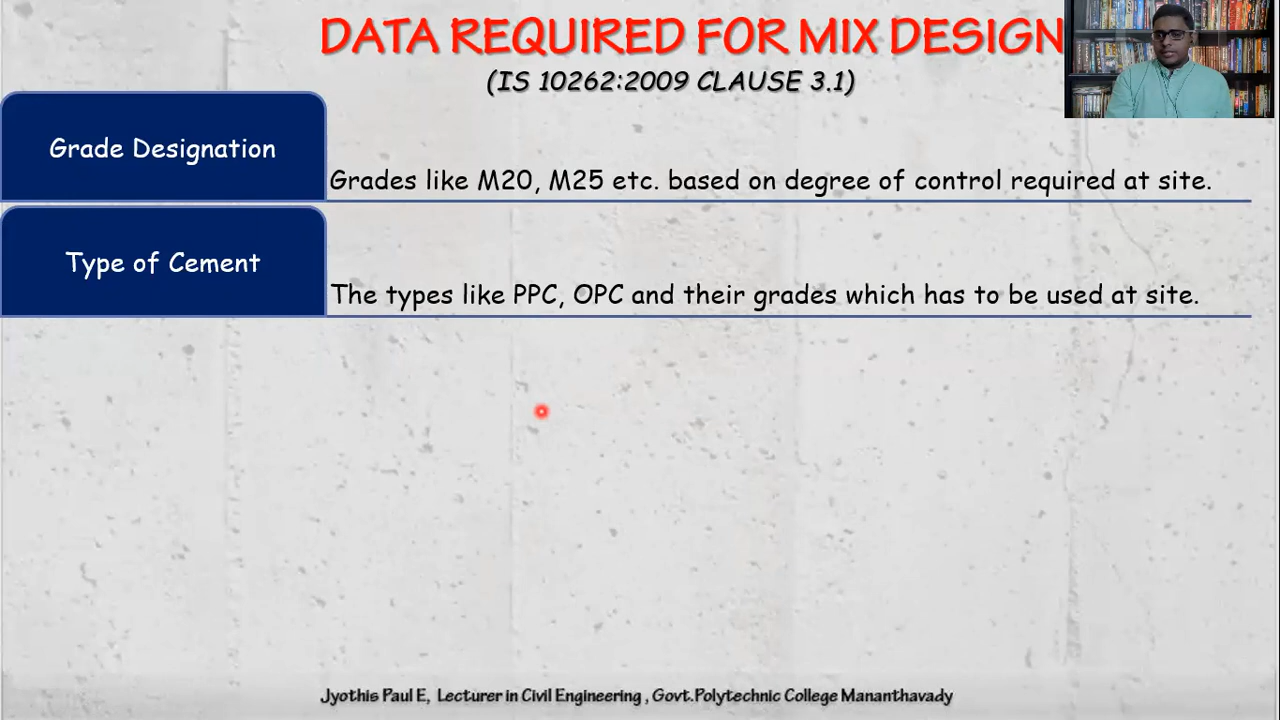 DATA REQUIRED FOR MIX DESIGN
(IS 10262:2009 CLAUSE 3.1)
Grade Designation
Grades like M20, M25 etc. based on degree of control required at site.
Type of Cement
The types like PPC, OPC and their grades which has to be used at site.
Jyothis Paul E, Lecturer in Civil Engineering , Govt.Polytechnic College Mananthavady